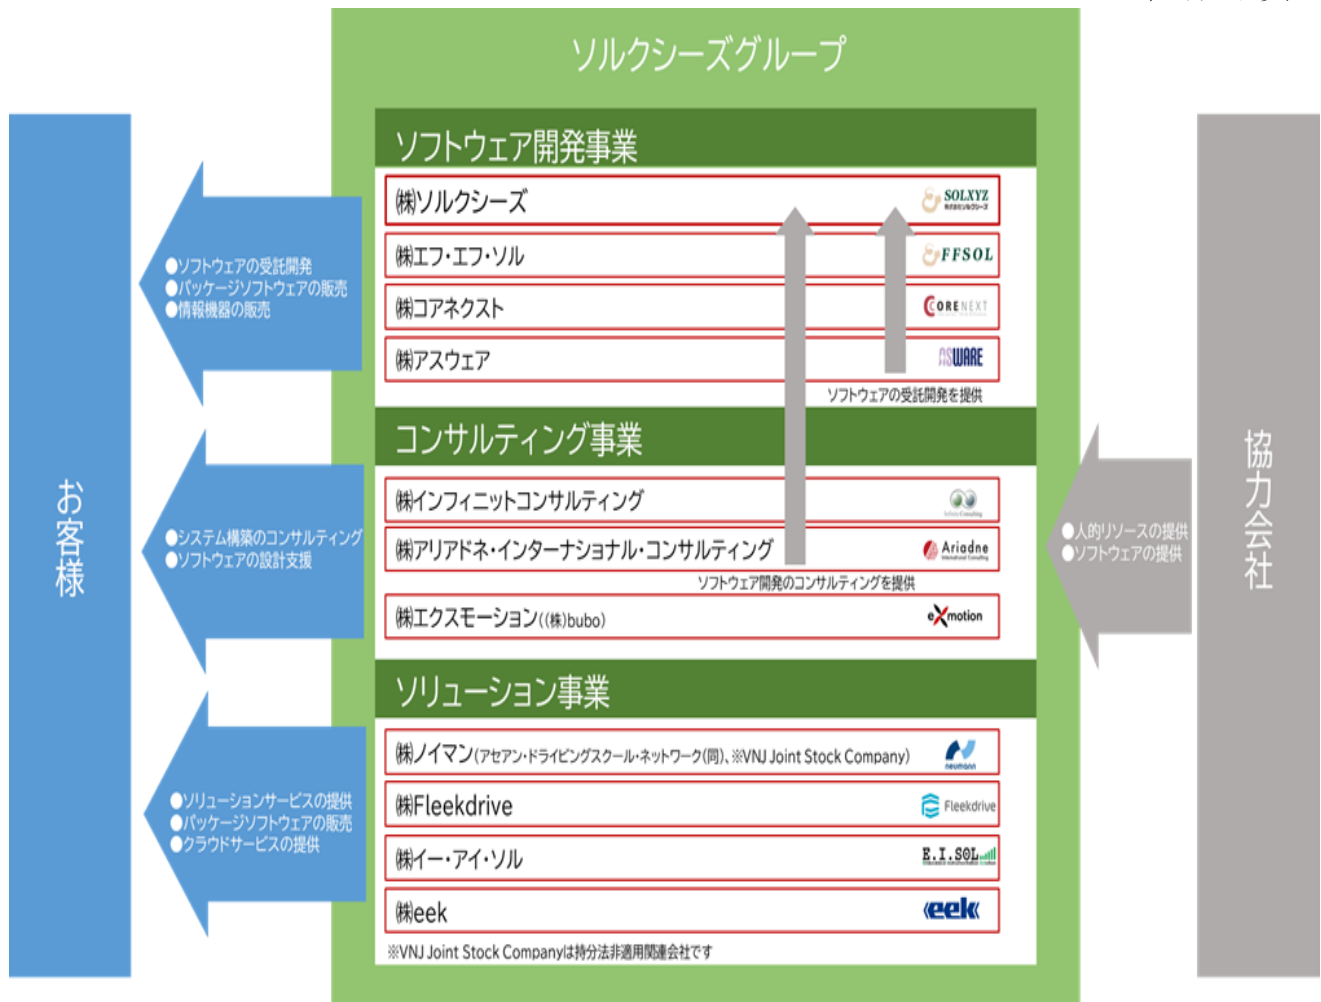 ソルクシーズグループ
ソフトウェア開発事業
㈱ソルクシーズ
SOLXYZ
株式会社ソルクシーズ
㈱エフ・エフ・ソル
FFSOL
㈱コアネクスト
CORENEXT
㈱アスウェア
ASWARE
ソフトウェアの受託開発を提供
コンサルティング事業
㈱インフィニットコンサルティング
Infinite Consulting
㈱アリアドネ・インターナショナル・コンサルティング
Ariadne
International Consulting
ソフトウェア開発のコンサルティングを提供
㈱エクスモーション((株)bubo)
eXmotion
ソリューション事業
㈱ノイマン(アセアン・ドライビングスクール・ネットワーク(同)、※VNJ Joint Stock Company)
neumann
㈱Fleekdrive
Fleekdrive
㈱イー・アイ・ソル
E.I.SOL
㈱eek
eek
※VNJ Joint Stock Companyは持分法非適用関連会社です
お客様
●ソフトウェアの受託開発
●パッケージソフトウェアの販売
●情報機器の販売
●システム構築のコンサルティング
●ソフトウェアの設計支援
●ソリューションサービスの提供
●パッケージソフトウェアの販売
●クラウドサービスの提供
●人的リソースの提供
●ソフトウェアの提供
協力会社